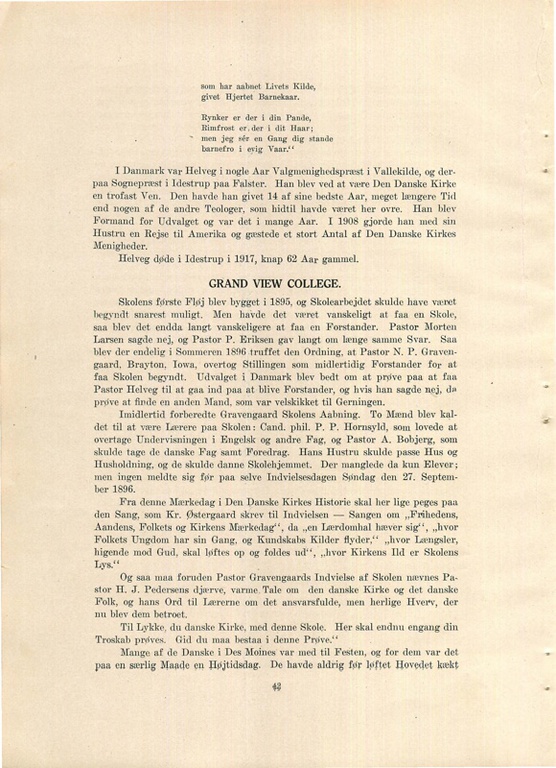 som har aabnet Livets Kilde,
givet Hjertet Barnekaar.
Rynker er der i din Pande,
Rimfrost er der i dit Haar;
men jeg sér en Gang dig stande
barnefro i evig Vaar.“
I Danmark var Helveg i nogle Aar Valgmenighedspræst i Vallekilde, og der-
paa Sognepræst i Idestrup paa Falster. Han blev ved at være Den Danske Kirke
en trofast Ven. Den havde han givet 14 af sine bedste Aar, meget længere Tid
end nogen af de andre Teologer, som hidtil havde været her ovre. Han blev
Formand for Udvalget og var det i mange Aar. I 1908 gjorde han med sin
Hustru en Rejse til Amerika og gæstede et stort Antal af Den Danske Kirkes
Menigheder.
Helveg døde i Idestrup i 1917, knap 62 Aar gammel.
GRAND VIEW COLLEGE.
Skolens første Fløj blev bygget i 1895, og Skolearbejdet skulde have været
begyndt snarest muligt. Men havde det været vanskeligt at faa en Skole,
saa blev det endda langt vanskeligere at faa en Forstander. Pastor Morten
Larsen sagde nej, og Pastor P. Eriksen gav langt om længe samme Svar. Saa
blev der endelig i Sommeren 1896 truffet den Ordning, at Pastor N. P. Graven-
gaard, Brayton, Iowa, overtog Stillingen som midlertidig Forstander for at
faa Skolen begyndt. Udvalget i Danmark blev bedt om at prøve paa at faa
Pastor Helveg til at gaa ind paa at blive Forstander, og hvis han sagde nej, da
prøve at finde en anden Mand, som var velskikket til Gerningen.
Imidlertid forberedte Gravengaard Skolens Aabning. To Mænd blev kal-
det til at være Lærere paa Skolen: Cand. phil. P. P. Hornsyld, som lovede at
overtage Undervisningen i Engelsk og andre Fag, og Pastor A. Bobjerg, som
skulde tage de danske Fag samt Foredrag. Hans Hustru skulde passe Hus og
Husholdning, og de skulde danne Skolehjemmet. Der manglede da kun Elever;
men ingen meldte sig før paa selve Indvielsesdagen Søndag den 27. Septem-
ber 1896.
Fra denne Mærkedag i Den Danske Kirkes Historie skal her lige peges paa
den Sang, som Kr. Østergaard skrev til Indvielsen — Sangen om „Frihedens,
Aandens, Folkets og Kirkens Mærkedag“, da „en Lærdomhal hæver sig“, „hvor
Folkets Ungdom har sin Gang, og Kundskabs Kilder flyder,“ „hvor Længsler,
higende mod Gud, skal løftes op og foldes ud“, „hvor Kirkens Ild er Skolens
Lys.“
Og saa maa foruden Pastor Gravengaards Indvielse af Skolen nævnes Pa-
stor H. J. Pedersens djærve, varme Tale om den danske Kirke og det danske
Folk, og hans Ord til Lærerne om det ansvarsfulde, men herlige Hverv, der
nu blev dem betroet.
Til Lykke, du danske Kirke, med denne Skole. Her skal endnu engang din
Troskab prøves. Gid du maa bestaa i denne Prøve.“
Mange af de Danske i Des Moines var med til Festen, og for dem var det
paa en særlig Maade en Højtidsdag. De havde aldrig før løftet Hovedet kækt